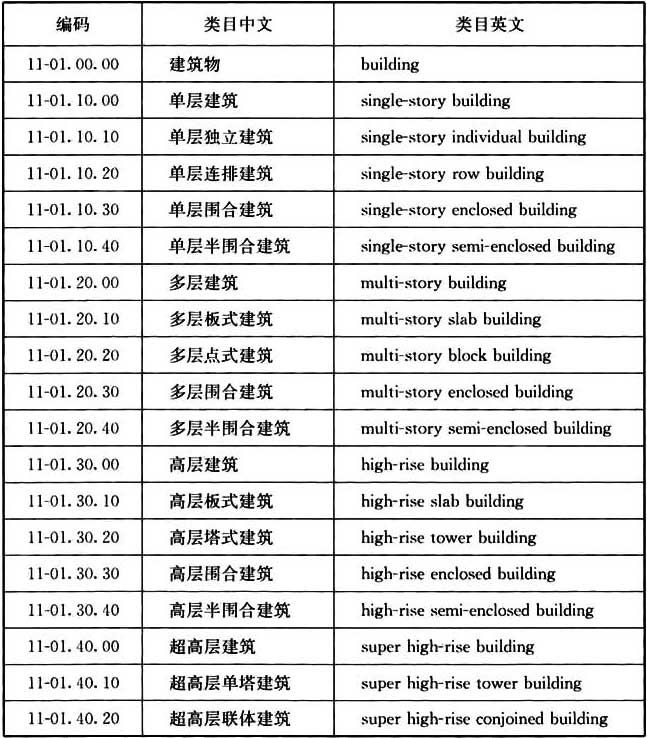 编码 类目中文 类目英文
11-01.00.00 建筑物 building
11-01.10.00 单层建筑 single-story building
11-01.10.10 单层独立建筑 single-story individual building
11-01.10.20 单层连排建筑 single-story row building
11-01.10.30 单层围合建筑 single-story enclosed building
11-01.10.40 单层半围合建筑 single-story semi-enclosed building
11-01.20.00 多层建筑 multi-story building
11-01.20.10 多层板式建筑 multi-story slab building
11-01.20.20 多层点式建筑 multi-story block building
11-01.20.30 多层围合建筑 multi-story enclosed building
11-01.20.40 多层半围合建筑 multi-story semi-enclosed building
11-01.30.00 高层建筑 high-rise building
11-01.30.10 高层板式建筑 high-rise slab building
11-01.30.20 高层塔式建筑 high-rise tower building
11-01.30.30 高层围合建筑 high-rise enclosed building
11-01.30.40 高层半围合建筑 high-rise semi-enclosed building
11-01.40.00 超高层建筑 super high-rise building
11-01.40.10 超高层单塔建筑 super high-rise tower building
11-01.40.20 超高层联体建筑 super high-rise conjoined building